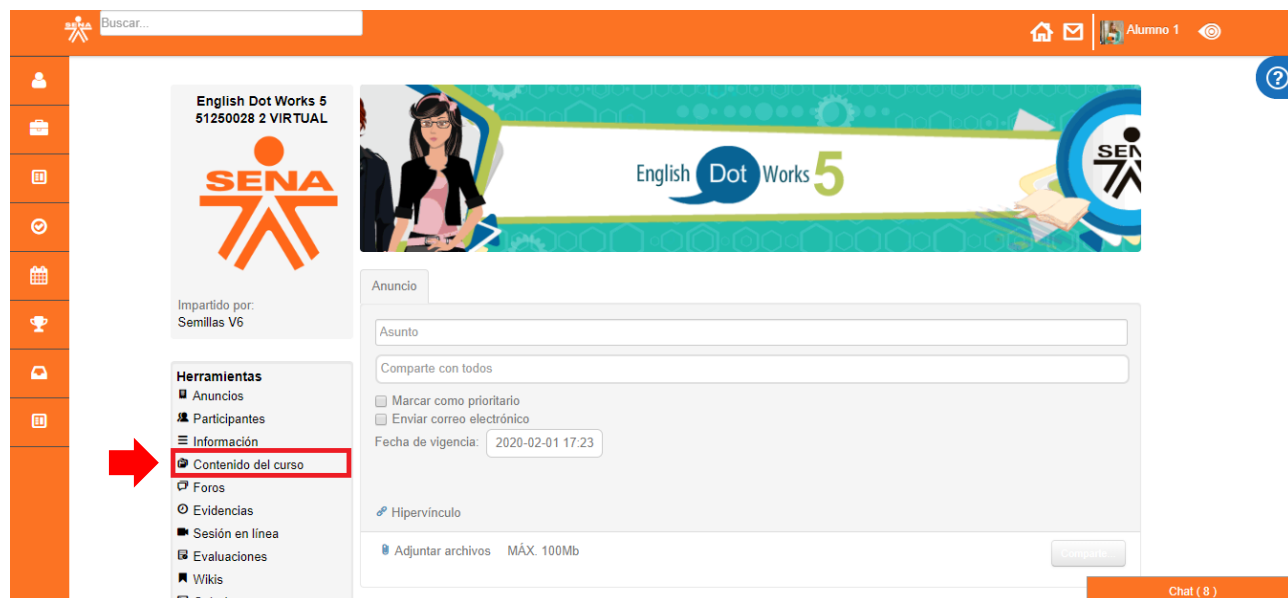 SENA
Buscar...
Alumno 1
English Dot Works 5
51250028 2 VIRTUAL
SENA
Impartido por:
Semillas V6
English Dot Works 5
SEN
Anuncio
Asunto
Comparte con todos
Marcar como prioritario
Enviar correo electrónico
Fecha de vigencia: 2020-02-01 17:23
Hipervínculo
Adjuntar archivos MÁX. 100Mb
Comparte...
Herramientas
Anuncios
Participantes
Información
Contenido del curso
Foros
Evidencias
Sesión en línea
Evaluaciones
Wikis
Chat ( 8 )